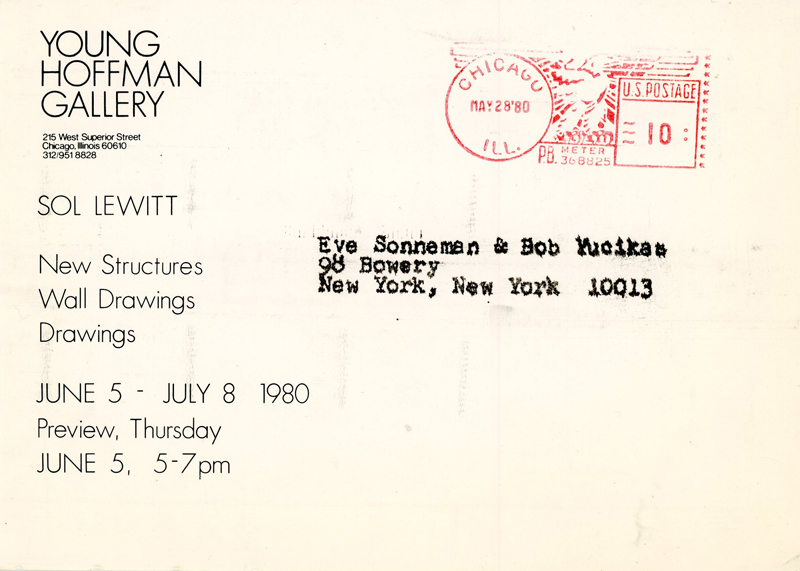 YOUNG
HOFFMAN
GALLERY
215 West Superior Street
Chicago, Illinois 60610
312/951 8828
SOL LEWITT
New Structures
Wall Drawings
Drawings
JUNE 5 - JULY 8 1980
Preview, Thursday
JUNE 5, 5-7pm
CHICAGO
MAY 28 '80
ILL.
U.S. POSTAGE
10
P.B. METER
368825
Eve Sonneman & Bob
98 Bowery
New York, New York 10013